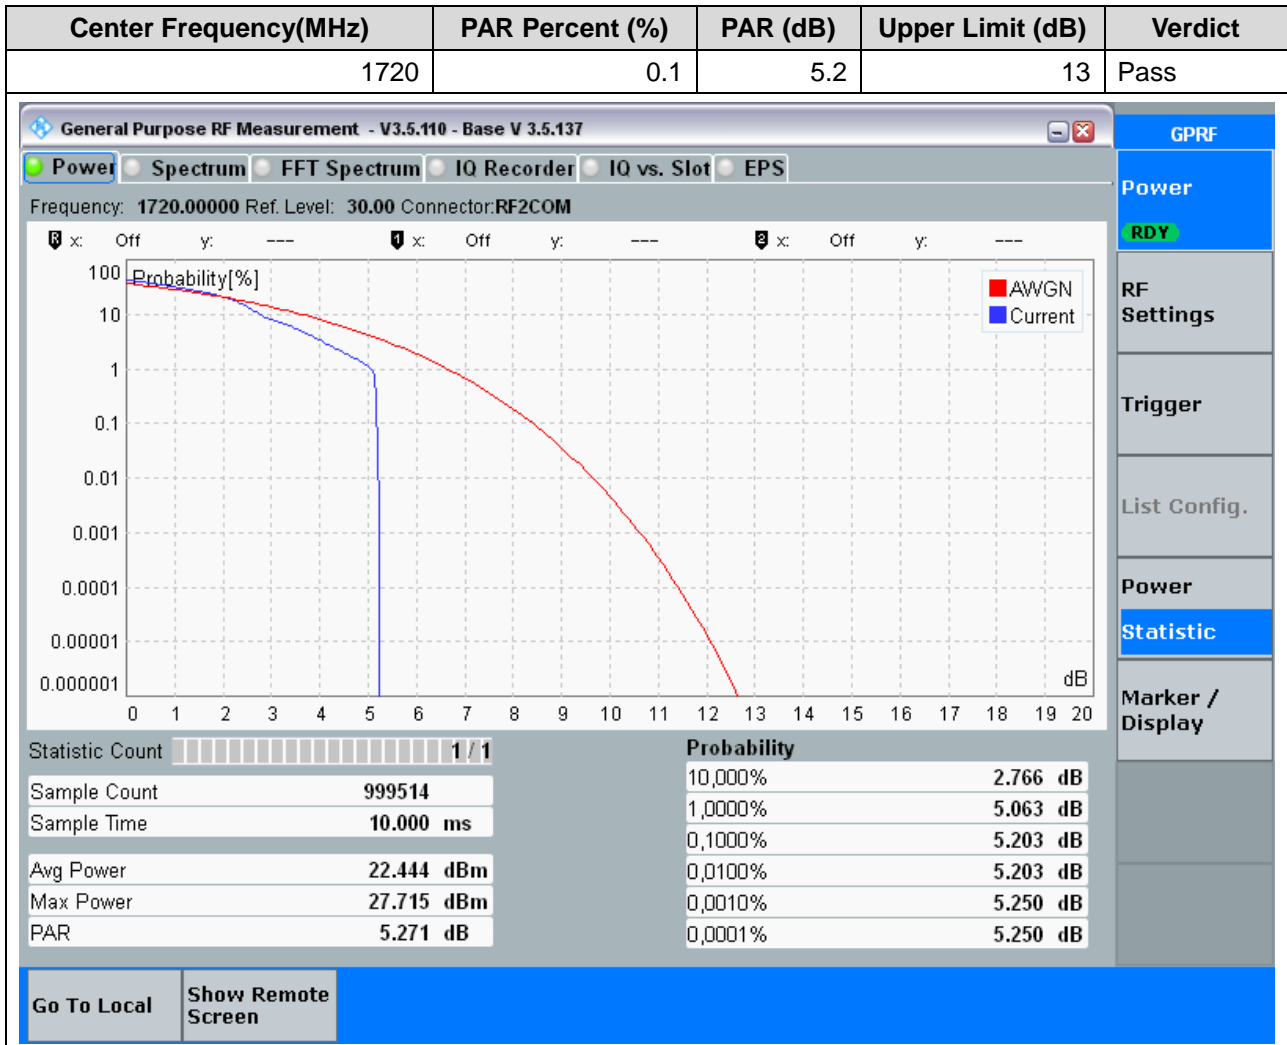 Center Frequency(MHz) PAR Percent (%) PAR (dB) Upper Limit (dB) Verdict
1720 0.1 5.2 13 Pass
General Purpose RF Measurement - V3.5.110 - Base V 3.5.137
GPRF
Power Spectrum FFT Spectrum IQ Recorder IQ vs. Slot EPS
Frequency: 1720.00000 Ref. Level: 30.00 Connector:RF2COM
R x: Off y: --- 1 x: Off y: --- 2 x: Off y: ---
Probability[%]
AWGN
Current
100
10
1
0.1
0.01
0.001
0.0001
0.00001
0.000001
dB
0 1 2 3 4 5 6 7 8 9 10 11 12 13 14 15 16 17 18 19 20
Statistic Count 1 / 1
Sample Count 999514
Sample Time 10.000 ms
Avg Power 22.444 dBm
Max Power 27.715 dBm
PAR 5.271 dB
Probability
10,000% 2.766 dB
1,0000% 5.063 dB
0,1000% 5.203 dB
0,0100% 5.203 dB
0,0010% 5.250 dB
0,0001% 5.250 dB
Power
RDY
RF
Settings
Trigger
List Config.
Power
Statistic
Marker /
Display
Go To Local
Show Remote
Screen